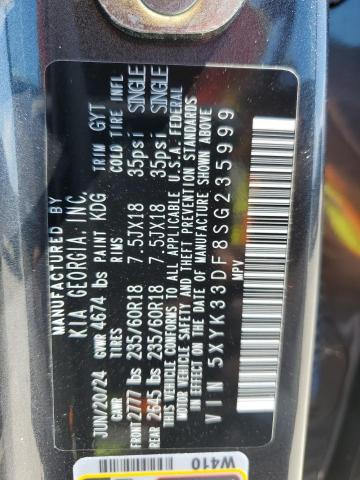 MANUFACTURED BY
KIA GEORGIA, INC.
JUN/20/24 GVWR 4674 lbs PAINT KDG TRIM GYT
GAWR TIRES RIMS COLD TIRE INFL
FRONT 2777 lbs 235/60R18 7.5JX18 35psi SINGLE
REAR 2645 lbs 235/60R18 7.5JX18 35psi SINGLE
THIS VEHICLE CONFORMS TO ALL APPLICABLE U.S.A. FEDERAL
MOTOR VEHICLE SAFETY AND THEFT PREVENTION STANDARDS
IN EFFECT ON THE DATE OF MANUFACTURE SHOWN ABOVE
VIN 5XYK33DF8SG235999
MPV
W410